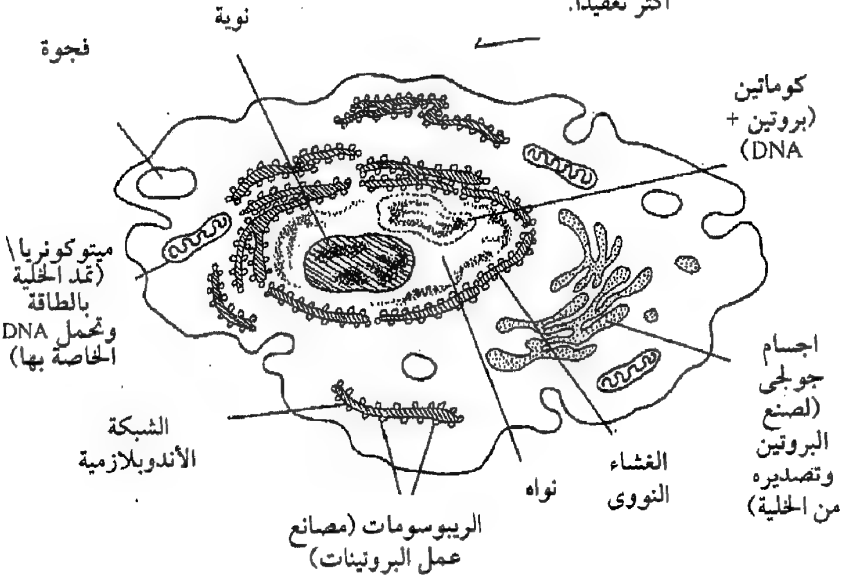 أكثر تعقيدا.
نوية
فجوة
كوماتين
(بروتين +
DNA)
ميتوكونريا\
(تمد الخلية
بالطاقة
وتحمل DNA
الخاصة بها)
اجسام
جولجى
(لصنع
البروتين
وتصديره
من الخلية)
الشبكة
الأندوبلازمية
الغشاء
النووى
نواه
الريبوسومات (مصانع
عمل البروتينات)